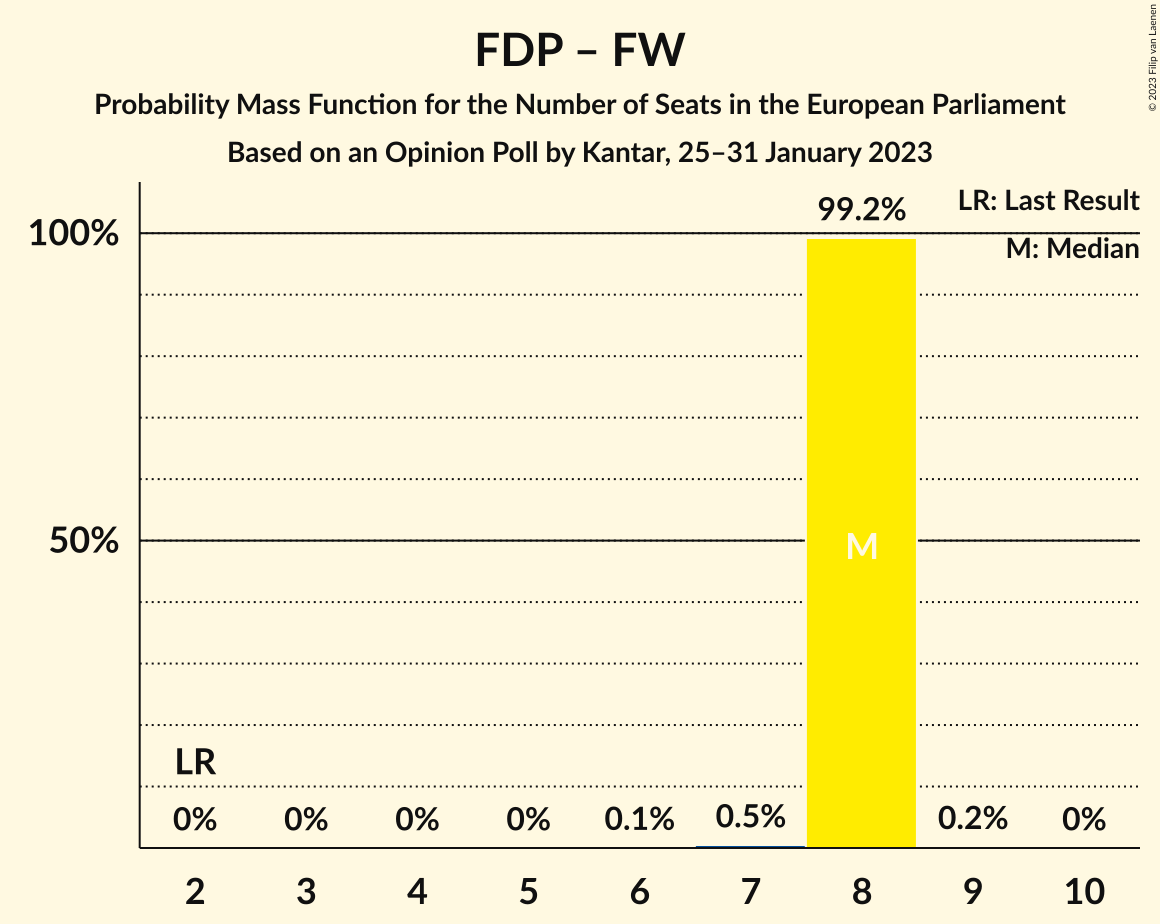 FDP – FW
Probability Mass Function for the Number of Seats in the European Parliament
Based on an Opinion Poll by Kantar, 25–31 January 2023
© 2023 Filip van Laenen
LR: Last Result
M: Median
99.2%
100%
50%
M
LR
0% 0% 0% 0% 0.1% 0.5% 0.2% 0%
2 3 4 5 6 7 8 9 10